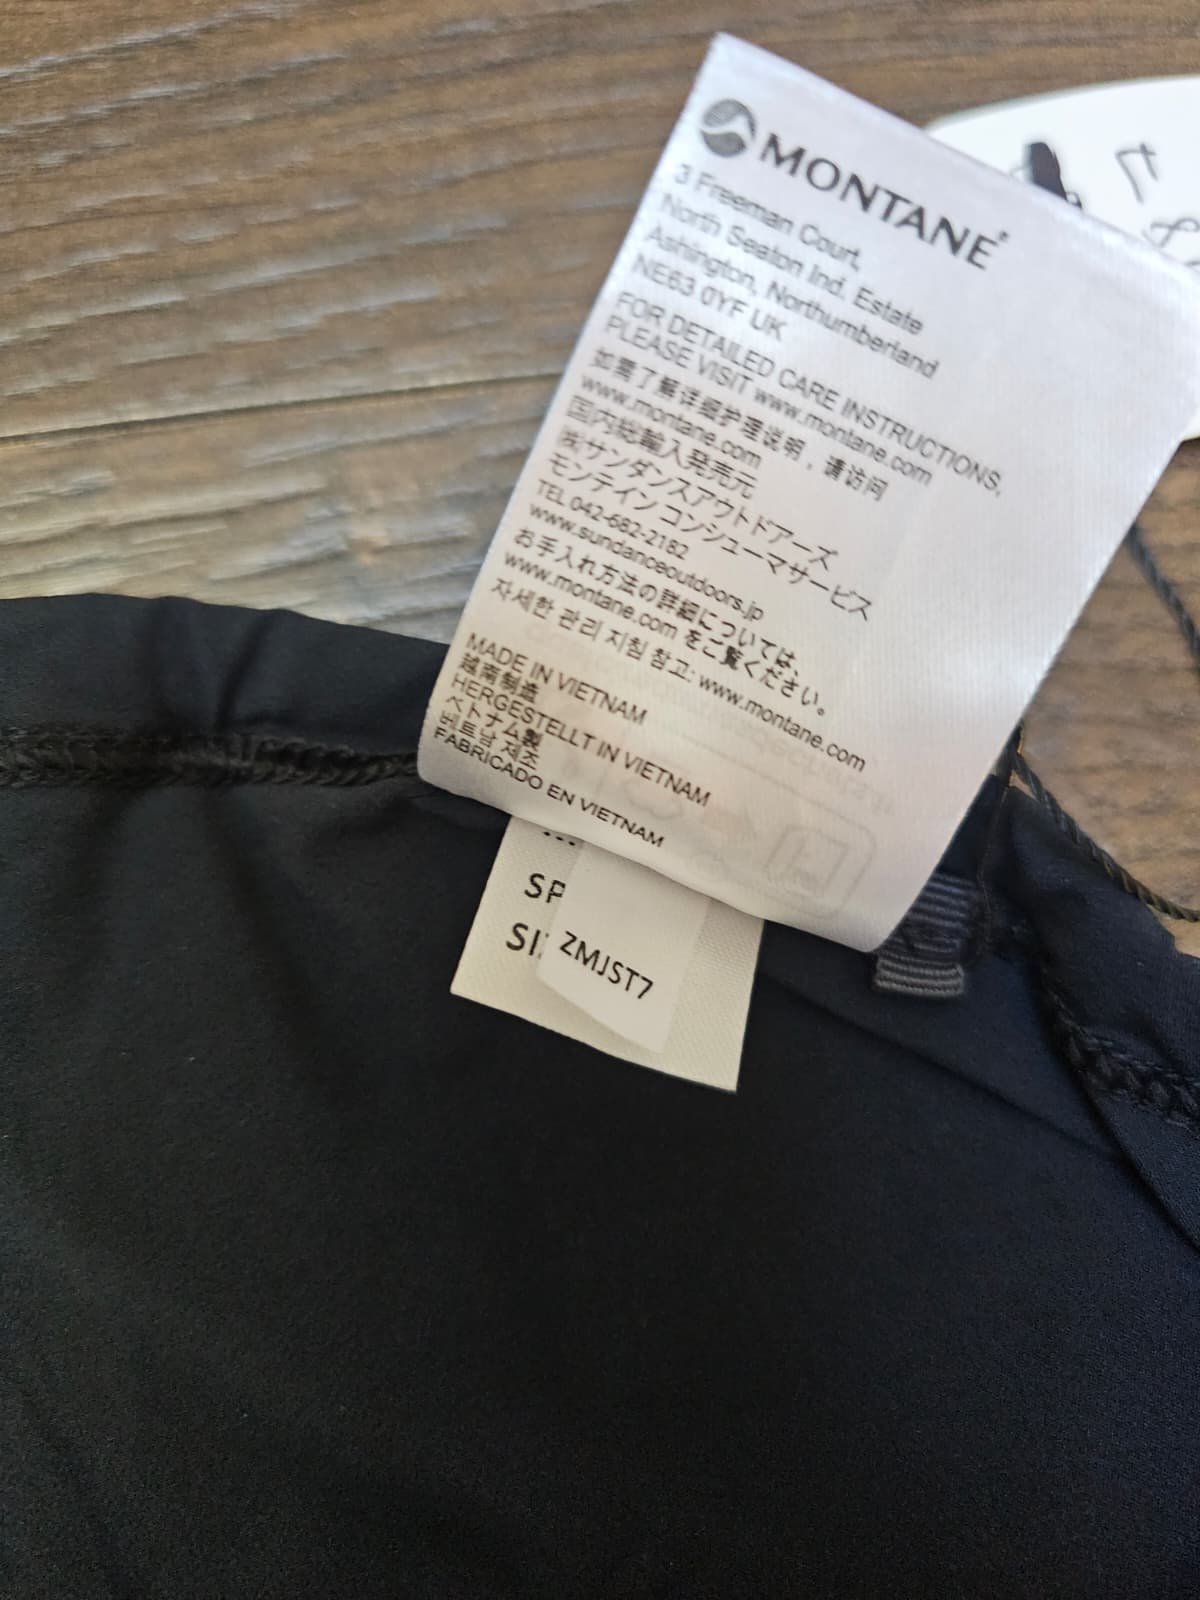 MONTANE®
3 Freeman Court,
North Seaton Ind. Estate
Ashington, Northumberland
NE63 0YF UK
FOR DETAILED CARE INSTRUCTIONS,
PLEASE VISIT www.montane.com
如需了解详细护理说明，请访问
www.montane.com
国内総輸入発売元
㈱サンダンスアウトドアーズ
モンテイン コンシューマサービス
TEL 042-682-2182
www.sundanceoutdoors.jp
お手入れ方法の詳細については、
www.montane.com をご覧ください。
자세한 관리 지침 참고: www.montane.com
MADE IN VIETNAM
越南制造
HERGESTELLT IN VIETNAM
ベトナム製
베트남 제조
FABRICADO EN VIETNAM
SP
SI
ZMJST7